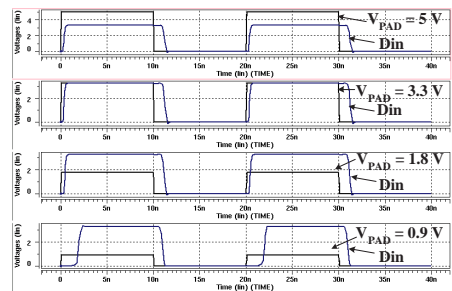 Voltages (lin)
4
2
0
V_PAD = 5 V
Din
0 5n 10n 15n 20n 25n 30n 35n 40n
Time (lin) (TIME)
Voltages (lin)
2
0
V_PAD = 3.3 V
Din
0 5n 10n 15n 20n 25n 30n 35n 40n
Time (lin) (TIME)
Voltages (lin)
2
0
V_PAD = 1.8 V
Din
0 5n 10n 15n 20n 25n 30n 35n 40n
Time (lin) (TIME)
Voltages (lin)
2
0
V_PAD = 0.9 V
Din
0 5n 10n 15n 20n 25n 30n 35n 40n
Time (lin) (TIME)